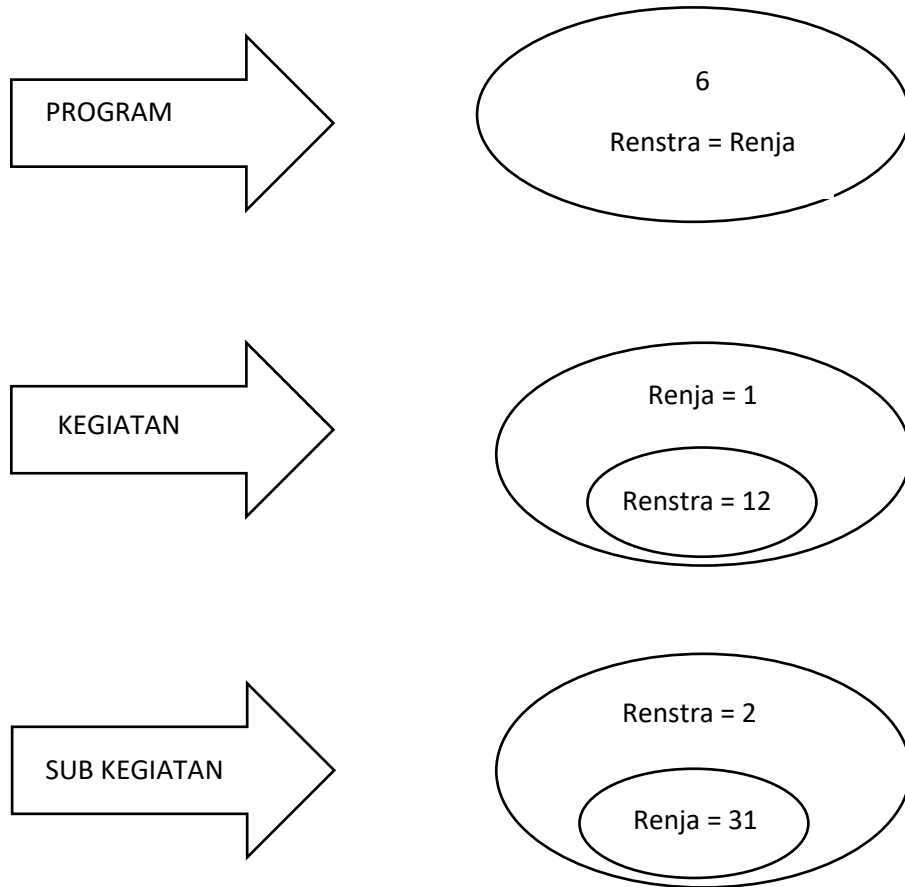 PROGRAM
6
Renstra = Renja
KEGIATAN
Renja = 1
Renstra = 12
SUB KEGIATAN
Renstra = 2
Renja = 31